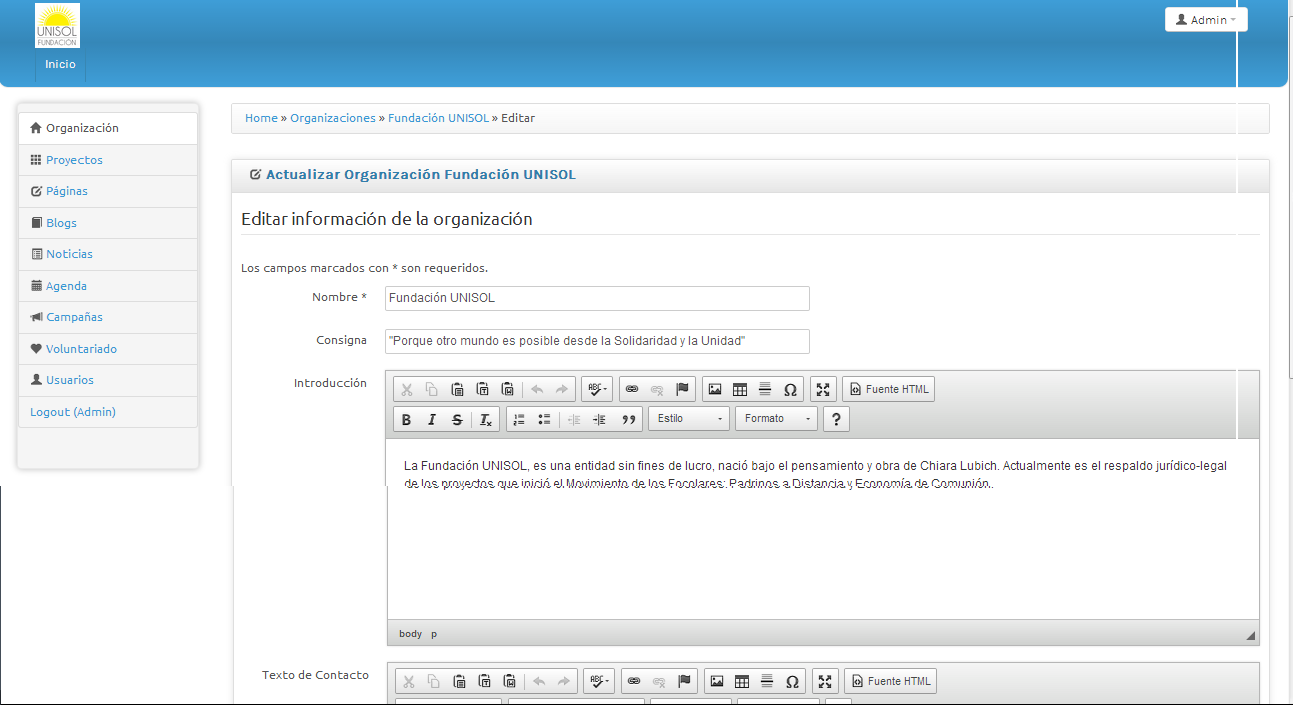 UNISOL
FUNDACIÓN
Admin
Inicio
Organización
Proyectos
Páginas
Blogs
Noticias
Agenda
Campañas
Voluntariado
Usuarios
Logout (Admin)
Home » Organizaciones » Fundación UNISOL » Editar
Actualizar Organización Fundación UNISOL
Editar información de la organización
Los campos marcados con * son requeridos.
Nombre * Fundación UNISOL
Consigna "Porque otro mundo es posible desde la Solidaridad y la Unidad"
Introducción
ABC Fuente HTML
B I S Tx Estilo Formato ?
La Fundación UNISOL, es una entidad sin fines de lucro, nació bajo el pensamiento y obra de Chiara Lubich. Actualmente es el respaldo jurídico-legal
de los proyectos que inició el Movimiento de los Focolares: Padrinos a Distancia y Economía de Comunión.
body p
Texto de Contacto
ABC Fuente HTML